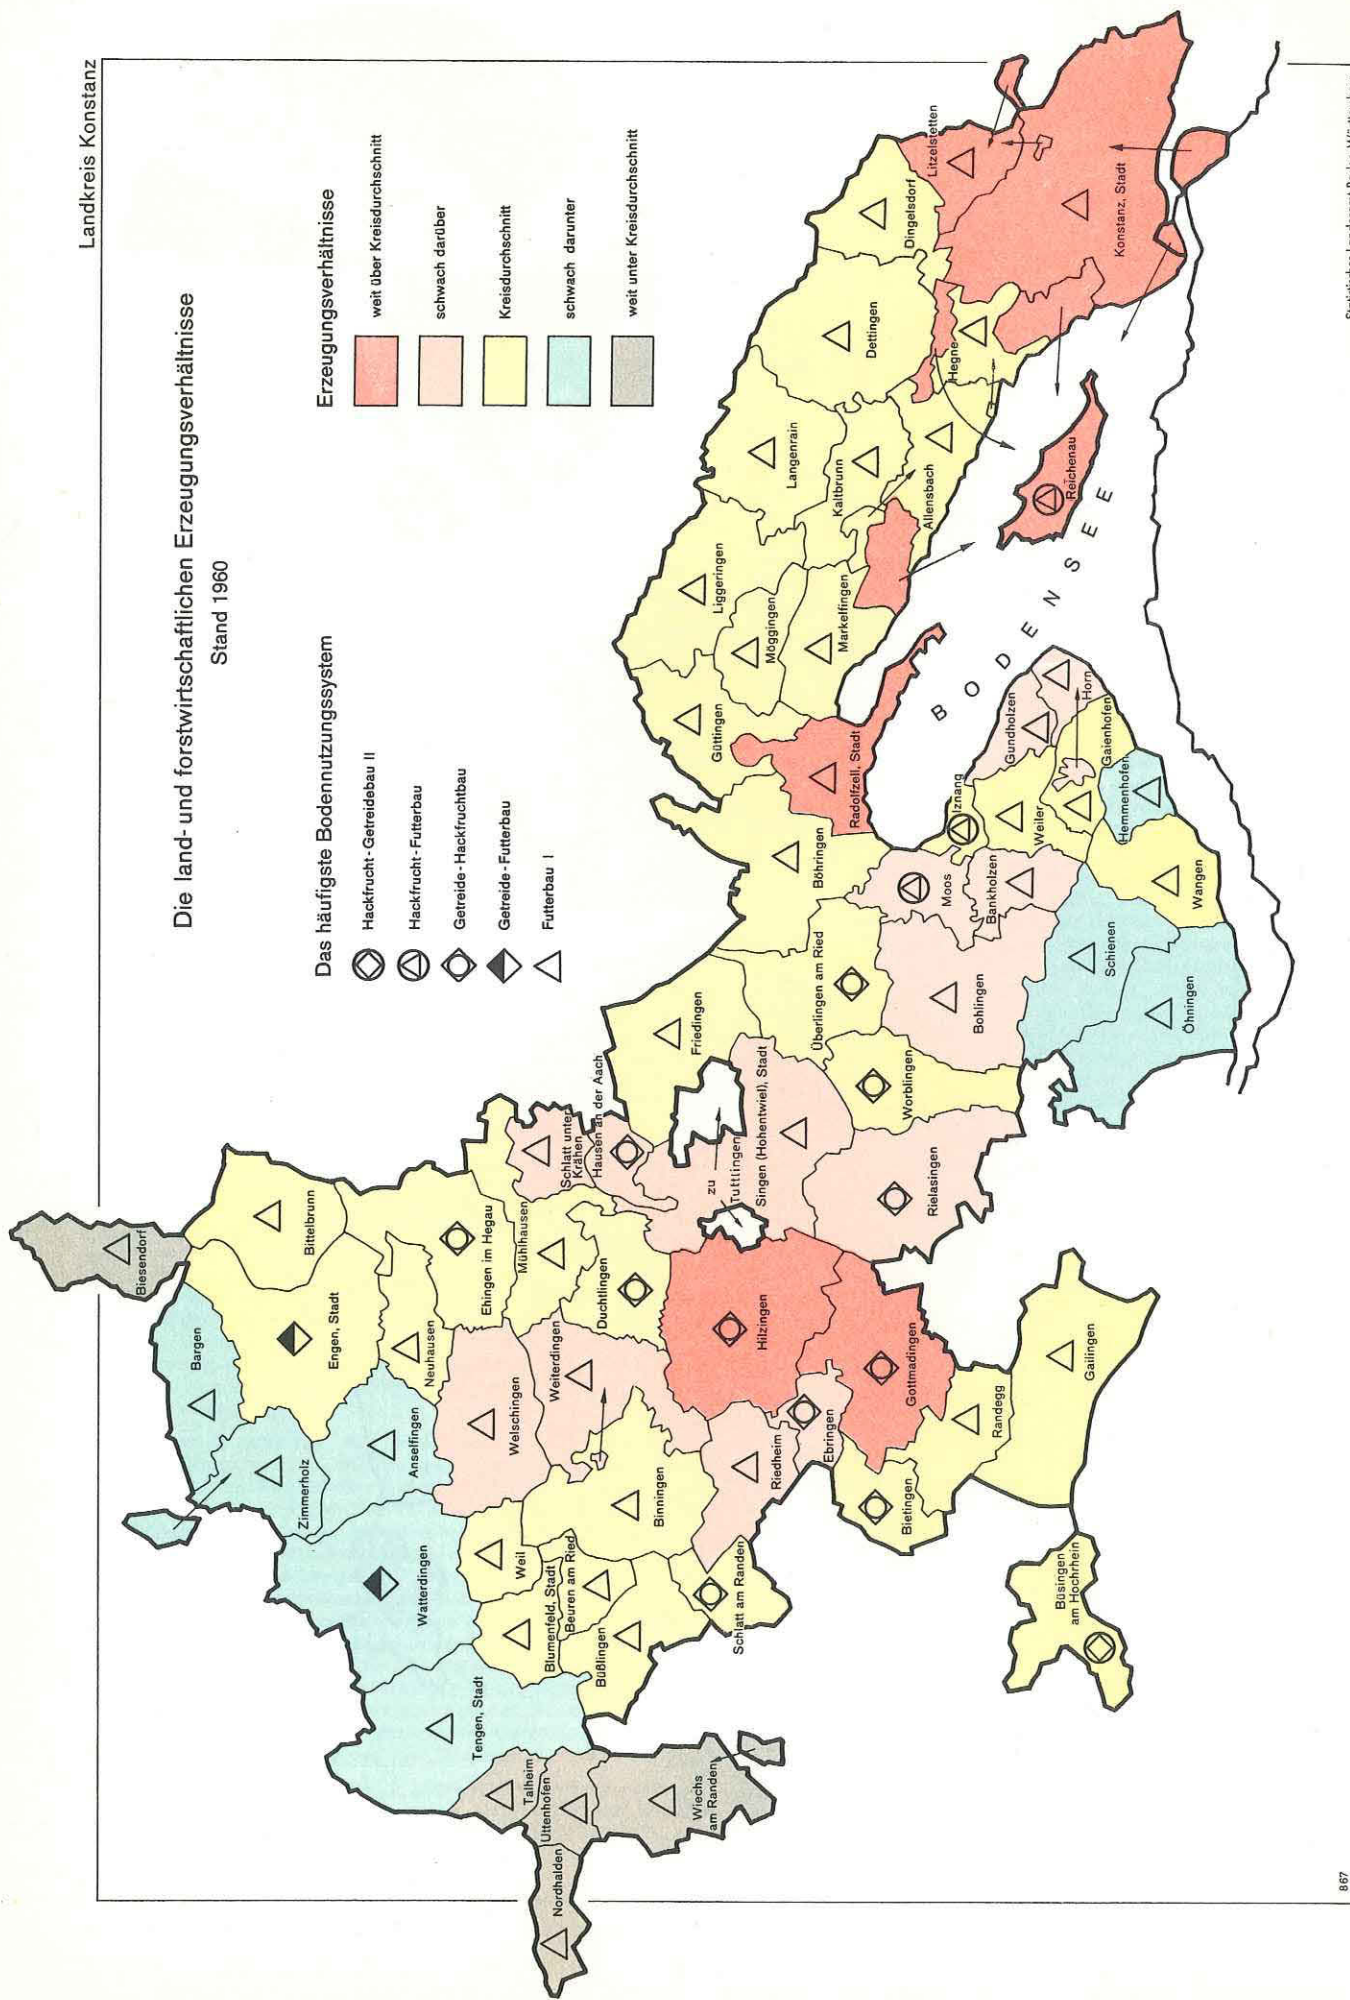 Landkreis Konstanz
Die land- und forstwirtschaftlichen Erzeugungsverhältnisse
Stand 1960
Das häufigste Bodennutzungssystem
Hackfrucht-Getreidebau II
Hackfrucht-Futterbau
Getreide-Hackfruchtbau
Getreide-Futterbau
Futterbau I
Erzeugungsverhältnisse
weit über Kreisdurchschnitt
schwach darüber
Kreisdurchschnitt
schwach darunter
weit unter Kreisdurchschnitt
Biesendorf
Bargen
Bittelbrunn
Zimmerholz
Engen, Stadt
Anselfingen
Neuhausen
Ehingen im Hegau
Watterdingen
Tengen, Stadt
Talheim
Uttenhofen
Nordhalden
Wiechs
am Randen
Welschingen
Mühlhausen
Schlatt unter
Krähen
Hausen an der Aach
Weil
Blumenfeld, Stadt
Beuren am Ried
Büßlingen
Binningen
Weiterdingen
Duchtlingen
Schlatt am Randen
Riedheim
Ebringen
Hilzingen
zu
Tuttlingen
Singen (Hohentwiel), Stadt
Friedingen
Überlingen am Ried
Worblingen
Rielasingen
Gottmadingen
Bietingen
Randegg
Gailingen
Büsingen
am Hochrhein
Böhringen
Radolfzell, Stadt
Güttingen
Liggeringen
Möggingen
Markelfingen
Langenrain
Kaltbrunn
Allensbach
Dettingen
Hegne
Dingelsdorf
Litzelstetten
Konstanz, Stadt
Reichenau
BODENSEE
Moos
Iznang
Bankholzen
Weiler
Bohlingen
Gundholzen
Horn
Gaienhofen
Hemmenhofen
Wangen
Schienen
Öhningen
867